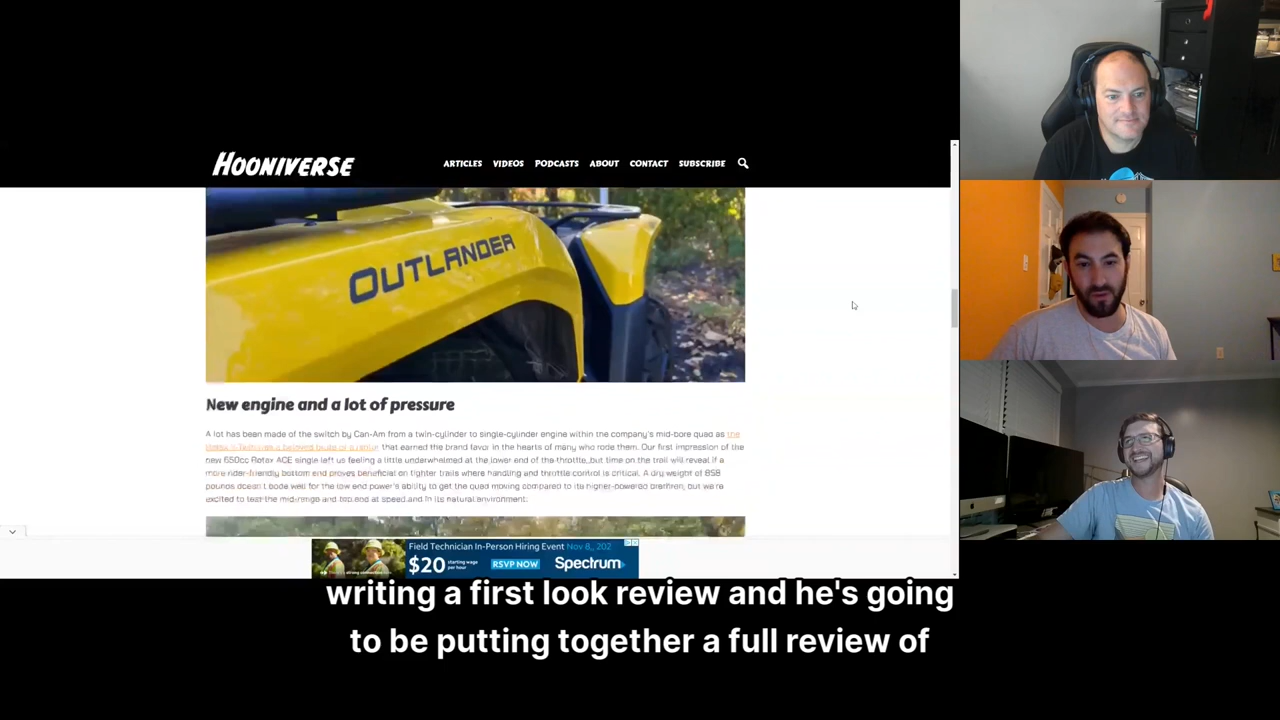 HOONIVERSE
ARTICLES VIDEOS PODCASTS ABOUT CONTACT SUBSCRIBE
OUTLANDER
New engine and a lot of pressure
A lot has been made of the switch by Can-Am from a twin-cylinder to single-cylinder engine within the company's mid-bore quad as the
that earned the brand favor in the hearts of many who rode them. Our first impression of the
new 650cc Rotax ACE single left us feeling a little underwhelmed at the lower end of the throttle, but time on the trail will reveal if a
more rider-friendly bottom end proves beneficial on tighter trails where handling and throttle control is critical. A dry weight of 858
pounds doesn't bode well for the low end power's ability to get the quad moving compared to its higher-powered brethren, but we're
excited to test the mid-range and top end at speed and in its natural environment.
Field Technician In-Person Hiring Event Nov 8, 202
$20 starting wage per hour RSVP NOW Spectrum
writing a first look review and he's going
to be putting together a full review of